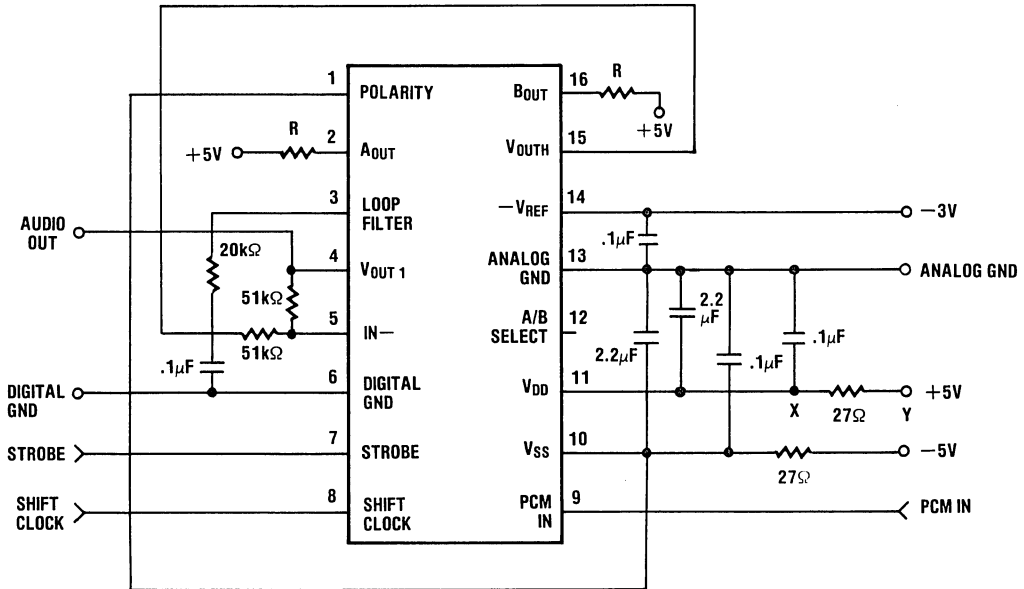 1
POLARITY
BOUT
16
R
+5V
R
+5V
2
AOUT
VOUTH
15
3
LOOP
FILTER
−VREF
14
−3V
AUDIO
OUT
20kΩ
.1μF
4
VOUT 1
ANALOG
GND
13
ANALOG GND
51kΩ
2.2
μF
5
IN−
A/B
SELECT
12
51kΩ
2.2μF
.1μF
.1μF
.1μF
DIGITAL
GND
6
DIGITAL
GND
VDD
11
X
27Ω
Y
+5V
STROBE
7
STROBE
VSS
10
27Ω
−5V
SHIFT
CLOCK
8
SHIFT
CLOCK
PCM
IN
9
PCM IN